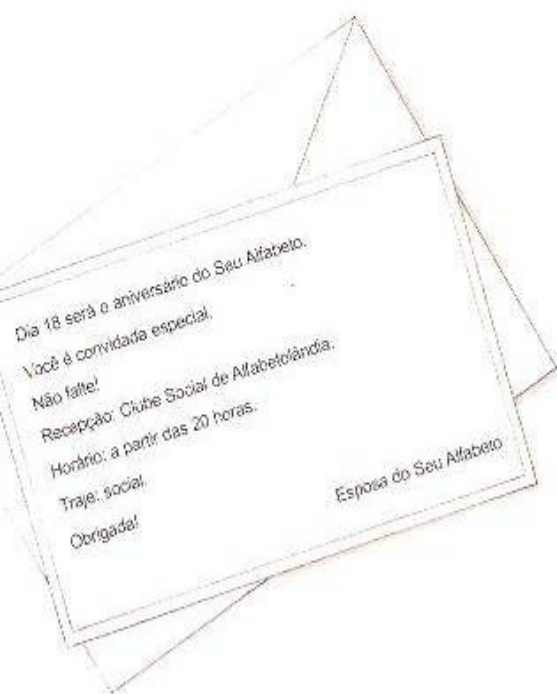 Dia 18 será o aniversário do Seu Alfabeto.
Você é convidada especial.
Não falte!
Recepção: Clube Social de Alfabetolândia.
Horário: a partir das 20 horas.
Traje: social.
Obrigada!
Esposa do Seu Alfabeto